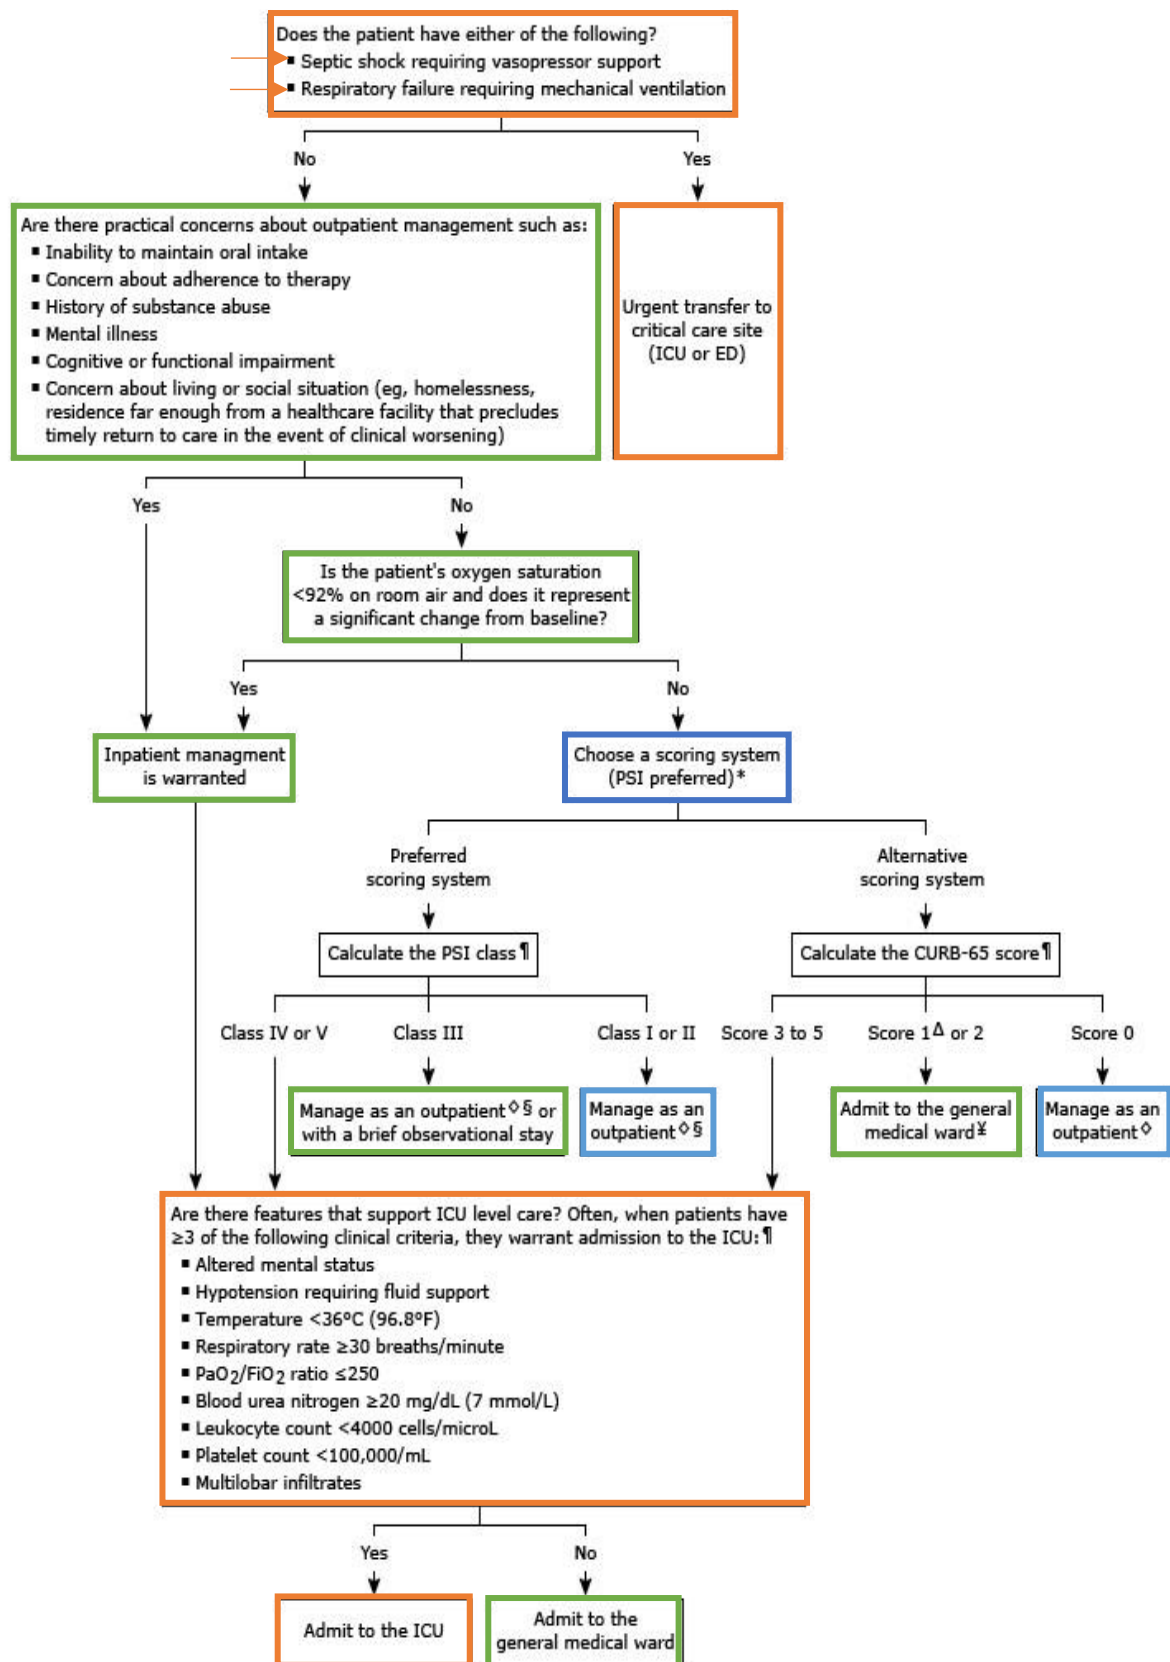 Does the patient have either of the following?
▪ Septic shock requiring vasopressor support
▪ Respiratory failure requiring mechanical ventilation
No
Yes
Are there practical concerns about outpatient management such as:
▪ Inability to maintain oral intake
▪ Concern about adherence to therapy
▪ History of substance abuse
▪ Mental illness
▪ Cognitive or functional impairment
▪ Concern about living or social situation (eg, homelessness,
residence far enough from a healthcare facility that precludes
timely return to care in the event of clinical worsening)
Urgent transfer to
critical care site
(ICU or ED)
Yes
No
Is the patient's oxygen saturation
<92% on room air and does it represent
a significant change from baseline?
Yes
No
Inpatient managment
is warranted
Choose a scoring system
(PSI preferred)*
Preferred
scoring system
Alternative
scoring system
Calculate the PSI class¶
Calculate the CURB-65 score¶
Class IV or V
Class III
Class I or II
Score 3 to 5
Score 1Δ or 2
Score 0
Manage as an outpatient◊§ or
with a brief observational stay
Manage as an
outpatient◊§
Admit to the general
medical ward¥
Manage as an
outpatient◊
Are there features that support ICU level care? Often, when patients have
≥3 of the following clinical criteria, they warrant admission to the ICU:¶
▪ Altered mental status
▪ Hypotension requiring fluid support
▪ Temperature <36°C (96.8°F)
▪ Respiratory rate ≥30 breaths/minute
▪ PaO2/FiO2 ratio ≤250
▪ Blood urea nitrogen ≥20 mg/dL (7 mmol/L)
▪ Leukocyte count <4000 cells/microL
▪ Platelet count <100,000/mL
▪ Multilobar infiltrates
Yes
No
Admit to the ICU
Admit to the
general medical ward